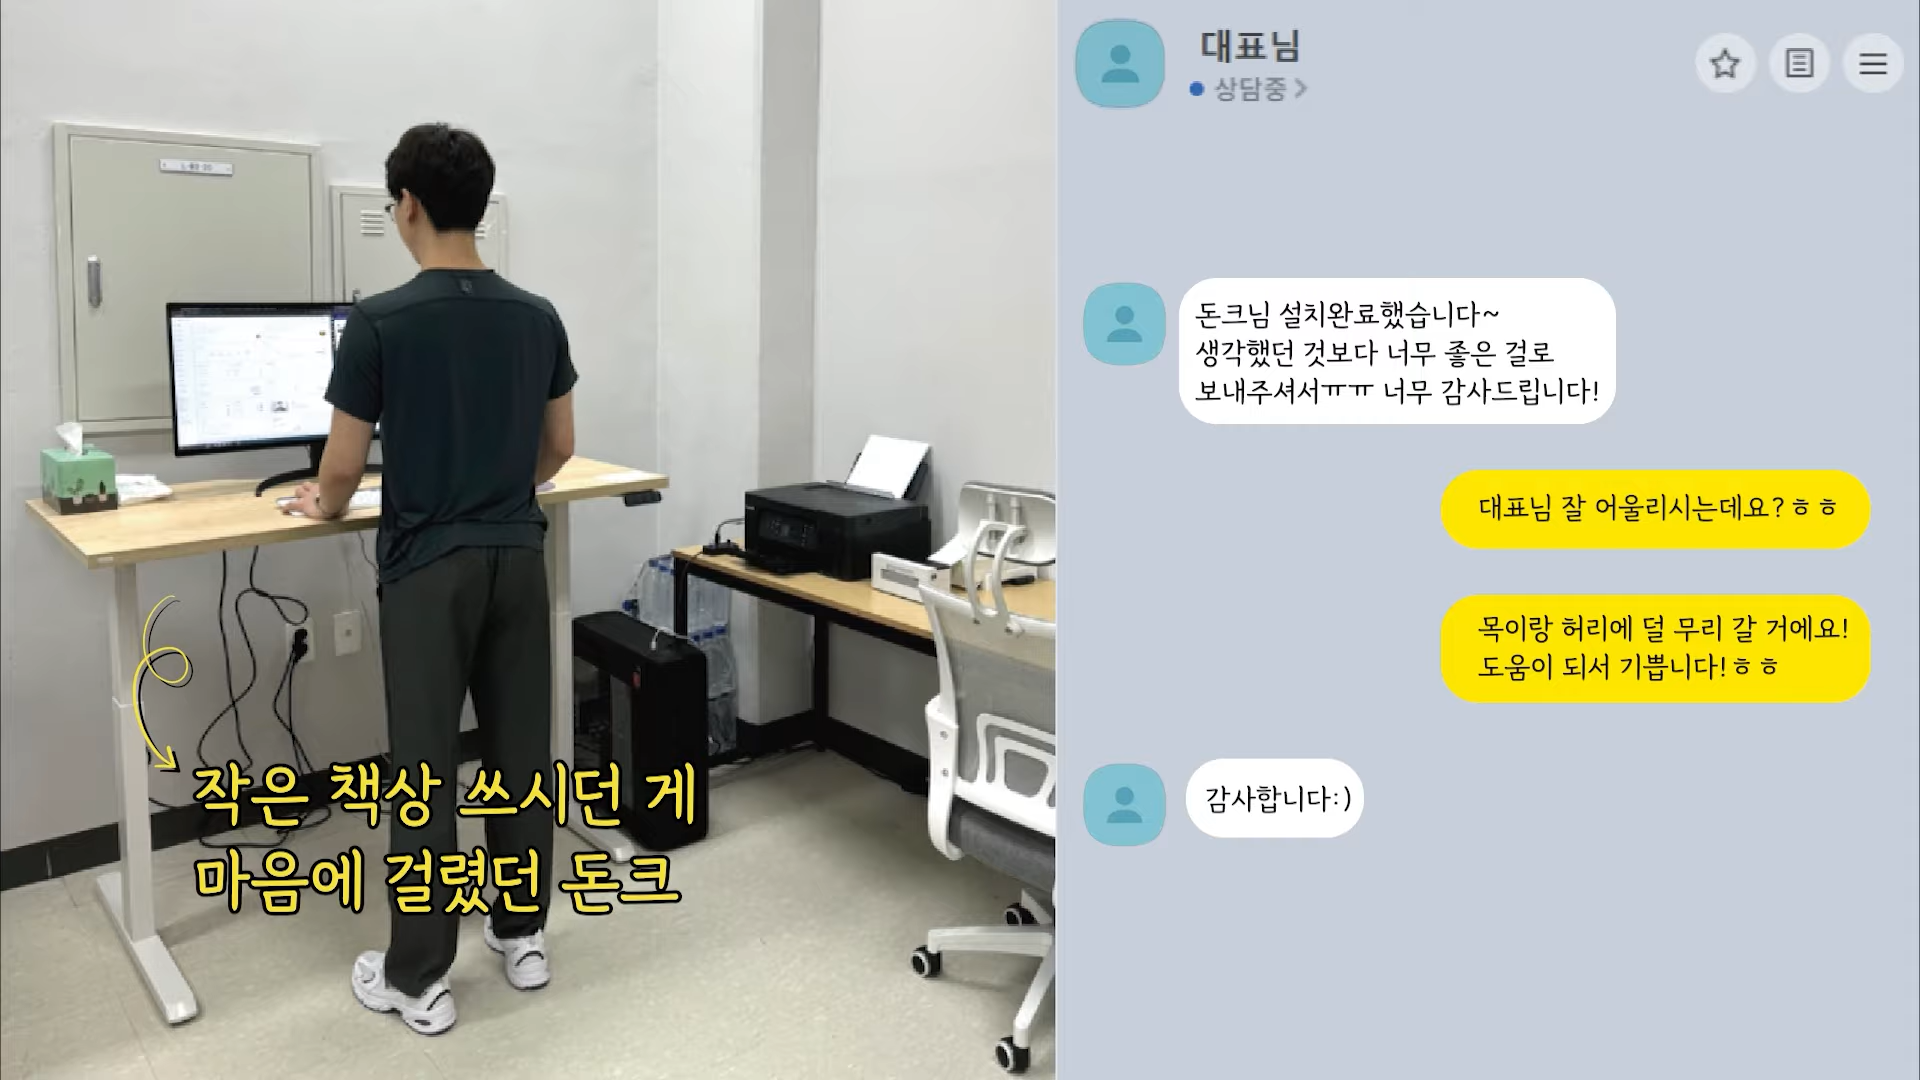 작은 책상 쓰시던 게
마음에 걸렸던 돈크
대표님
상담중
돈크님 설치완료했습니다~
생각했던 것보다 너무 좋은 걸로
보내주셔서ㅠㅠ 너무 감사드립니다!
대표님 잘 어울리시는데요?ㅎㅎ
목이랑 허리에 덜 무리 갈 거에요!
도움이 되서 기쁩니다!ㅎㅎ
감사합니다:)